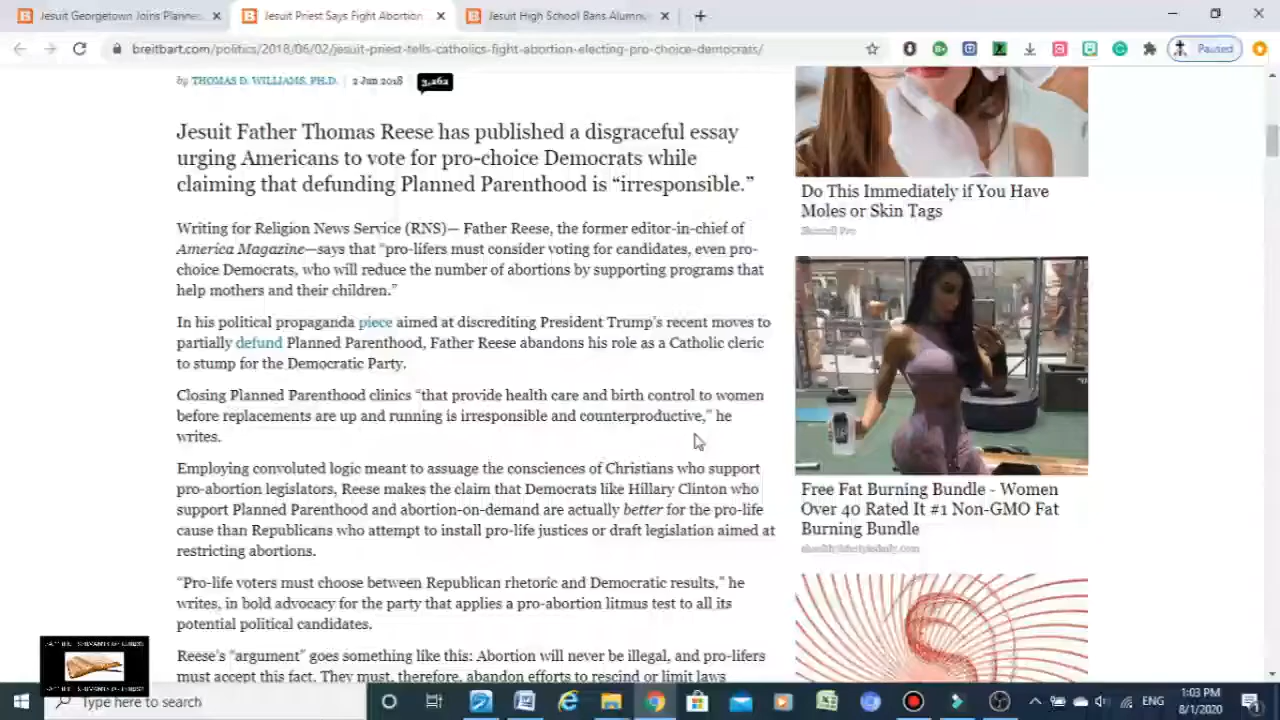 Jesuit Georgetown Joins Planne
Jesuit Priest Says Fight Abortion
Jesuit High School Bans Alumnu
breitbart.com/politics/2018/06/02/jesuit-priest-tells-catholics-fight-abortion-electing-pro-choice-democrats/
Paused
by THOMAS D. WILLIAMS, PH.D. | 2 Jun 2018
Jesuit Father Thomas Reese has published a disgraceful essay
urging Americans to vote for pro-choice Democrats while
claiming that defunding Planned Parenthood is “irresponsible.”
Writing for Religion News Service (RNS)— Father Reese, the former editor-in-chief of
America Magazine—says that “pro-lifers must consider voting for candidates, even pro-
choice Democrats, who will reduce the number of abortions by supporting programs that
help mothers and their children.”
In his political propaganda piece aimed at discrediting President Trump’s recent moves to
partially defund Planned Parenthood, Father Reese abandons his role as a Catholic cleric
to stump for the Democratic Party.
Closing Planned Parenthood clinics “that provide health care and birth control to women
before replacements are up and running is irresponsible and counterproductive,” he
writes.
Employing convoluted logic meant to assuage the consciences of Christians who support
pro-abortion legislators, Reese makes the claim that Democrats like Hillary Clinton who
support Planned Parenthood and abortion-on-demand are actually better for the pro-life
cause than Republicans who attempt to install pro-life justices or draft legislation aimed at
restricting abortions.
“Pro-life voters must choose between Republican rhetoric and Democratic results,” he
writes, in bold advocacy for the party that applies a pro-abortion litmus test to all its
potential political candidates.
Reese’s “argument” goes something like this: Abortion will never be illegal, and pro-lifers
must accept this fact. They must, therefore, abandon efforts to rescind or limit laws
Do This Immediately if You Have
Moles or Skin Tags
Free Fat Burning Bundle - Women
Over 40 Rated It #1 Non-GMO Fat
Burning Bundle
Type here to search
ENG
1:03 PM
8/1/2020